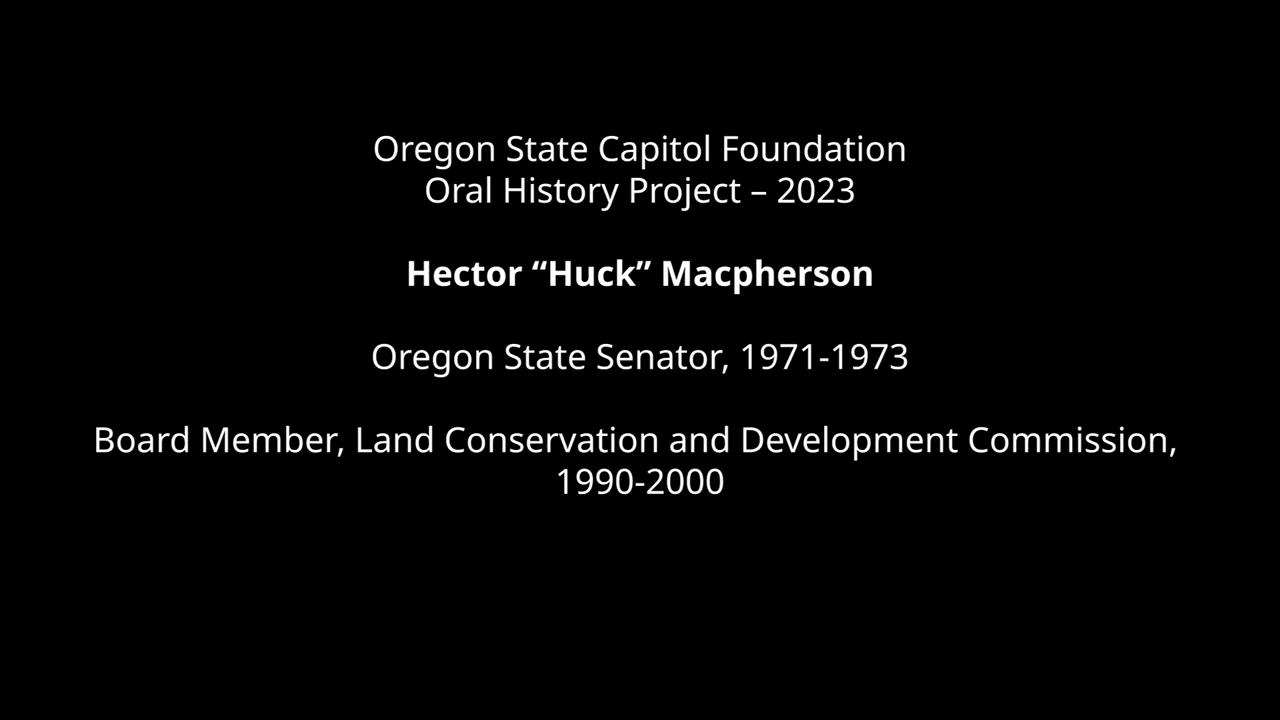 Oregon State Capitol Foundation
Oral History Project – 2023
Hector “Huck” Macpherson
Oregon State Senator, 1971-1973
Board Member, Land Conservation and Development Commission,
1990-2000